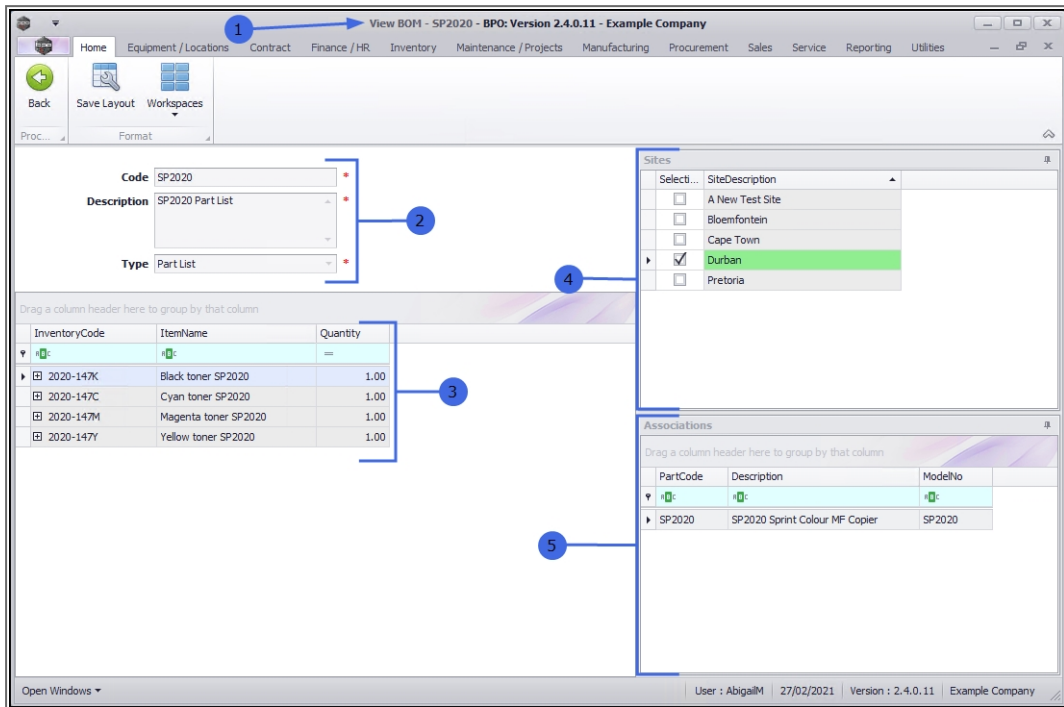 1
View BOM - SP2020 - BPO: Version 2.4.0.11 - Example Company
Home Equipment / Locations Contract Finance / HR Inventory Maintenance / Projects Manufacturing Procurement Sales Service Reporting Utilities
Back Save Layout Workspaces
Proc... Format
Code SP2020 *
Description SP2020 Part List *
2
Type Part List *
Drag a column header here to group by that column
InventoryCode ItemName Quantity
ABC ABC =
2020-147K Black toner SP2020 1.00
2020-147C Cyan toner SP2020 1.00
2020-147M Magenta toner SP2020 1.00
2020-147Y Yellow toner SP2020 1.00
3
Sites
Selecti... SiteDescription
A New Test Site
Bloemfontein
Cape Town
Durban
Pretoria
4
Associations
Drag a column header here to group by that column
PartCode Description ModelNo
ABC ABC ABC
SP2020 SP2020 Sprint Colour MF Copier SP2020
5
Open Windows User : AbigailM 27/02/2021 Version : 2.4.0.11 Example Company